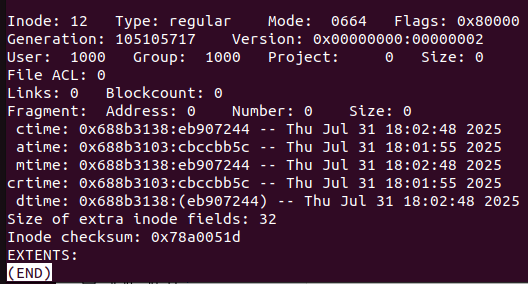 Inode: 12   Type: regular    Mode:  0664   Flags: 0x80000
Generation: 105105717    Version: 0x00000000:00000002
User:  1000   Group:  1000   Project:     0   Size: 0
File ACL: 0
Links: 0   Blockcount: 0
Fragment:  Address: 0    Number: 0    Size: 0
 ctime: 0x688b3138:eb907244 -- Thu Jul 31 18:02:48 2025
 atime: 0x688b3103:cbccbb5c -- Thu Jul 31 18:01:55 2025
 mtime: 0x688b3138:eb907244 -- Thu Jul 31 18:02:48 2025
crtime: 0x688b3103:cbccbb5c -- Thu Jul 31 18:01:55 2025
 dtime: 0x688b3138:(eb907244) -- Thu Jul 31 18:02:48 2025
Size of extra inode fields: 32
Inode checksum: 0x78a0051d
EXTENTS:
(END)